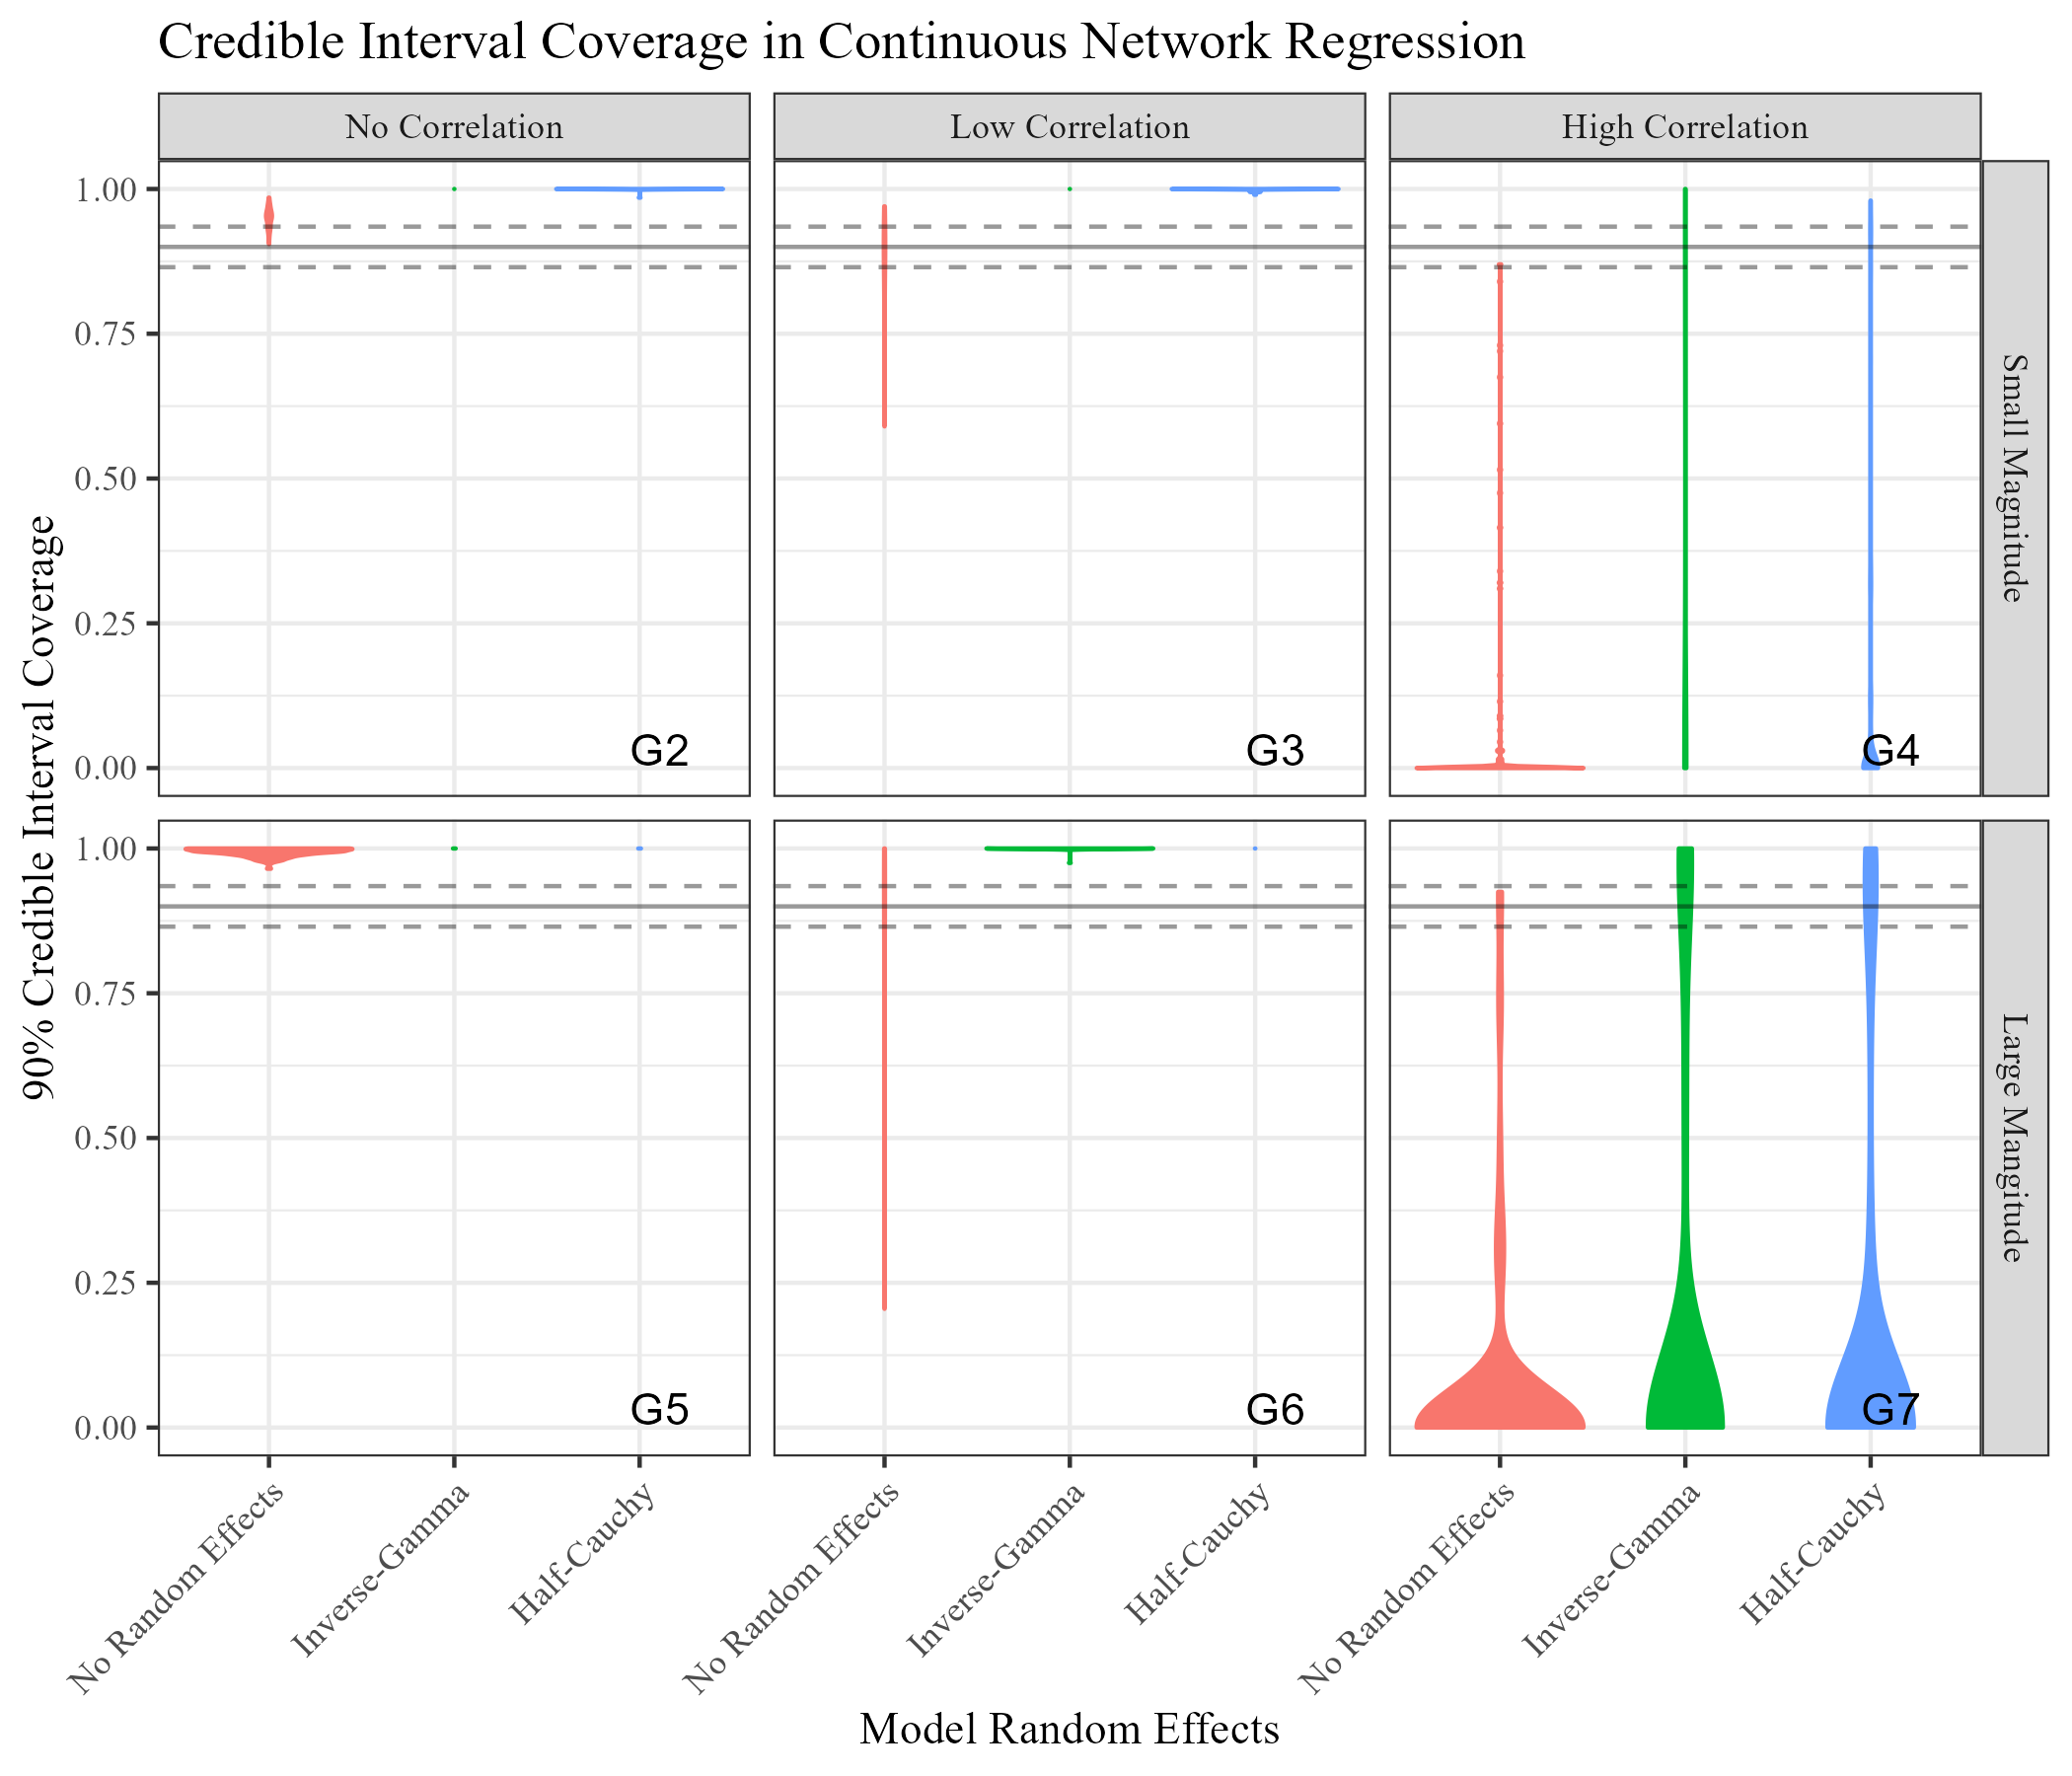 Credible Interval Coverage in Continuous Network Regression
No Correlation
Low Correlation
High Correlation
90% Credible Interval Coverage
1.00
0.75
0.50
0.25
0.00
G2
G3
G4
Small Magnitude
1.00
0.75
0.50
0.25
0.00
G5
G6
G7
Large Mangitude
No Random Effects
Inverse-Gamma
Half-Cauchy
No Random Effects
Inverse-Gamma
Half-Cauchy
No Random Effects
Inverse-Gamma
Half-Cauchy
Model Random Effects